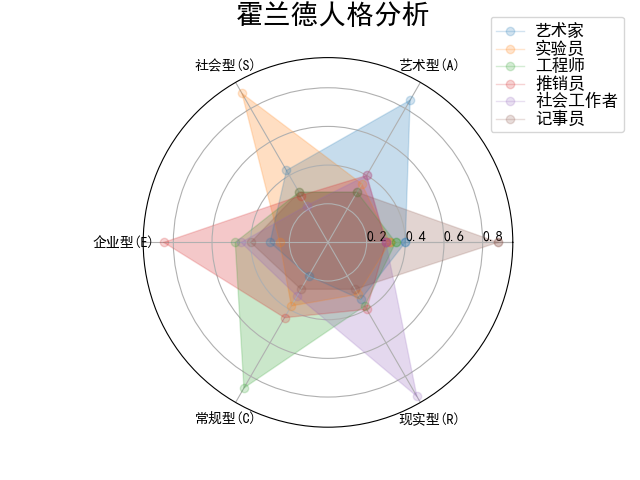 霍兰德人格分析
艺术家
实验员
工程师
推销员
社会工作者
记事员
社会型(S)
艺术型(A)
企业型(E)
0.2
0.4
0.6
0.8
常规型(C)
现实型(R)